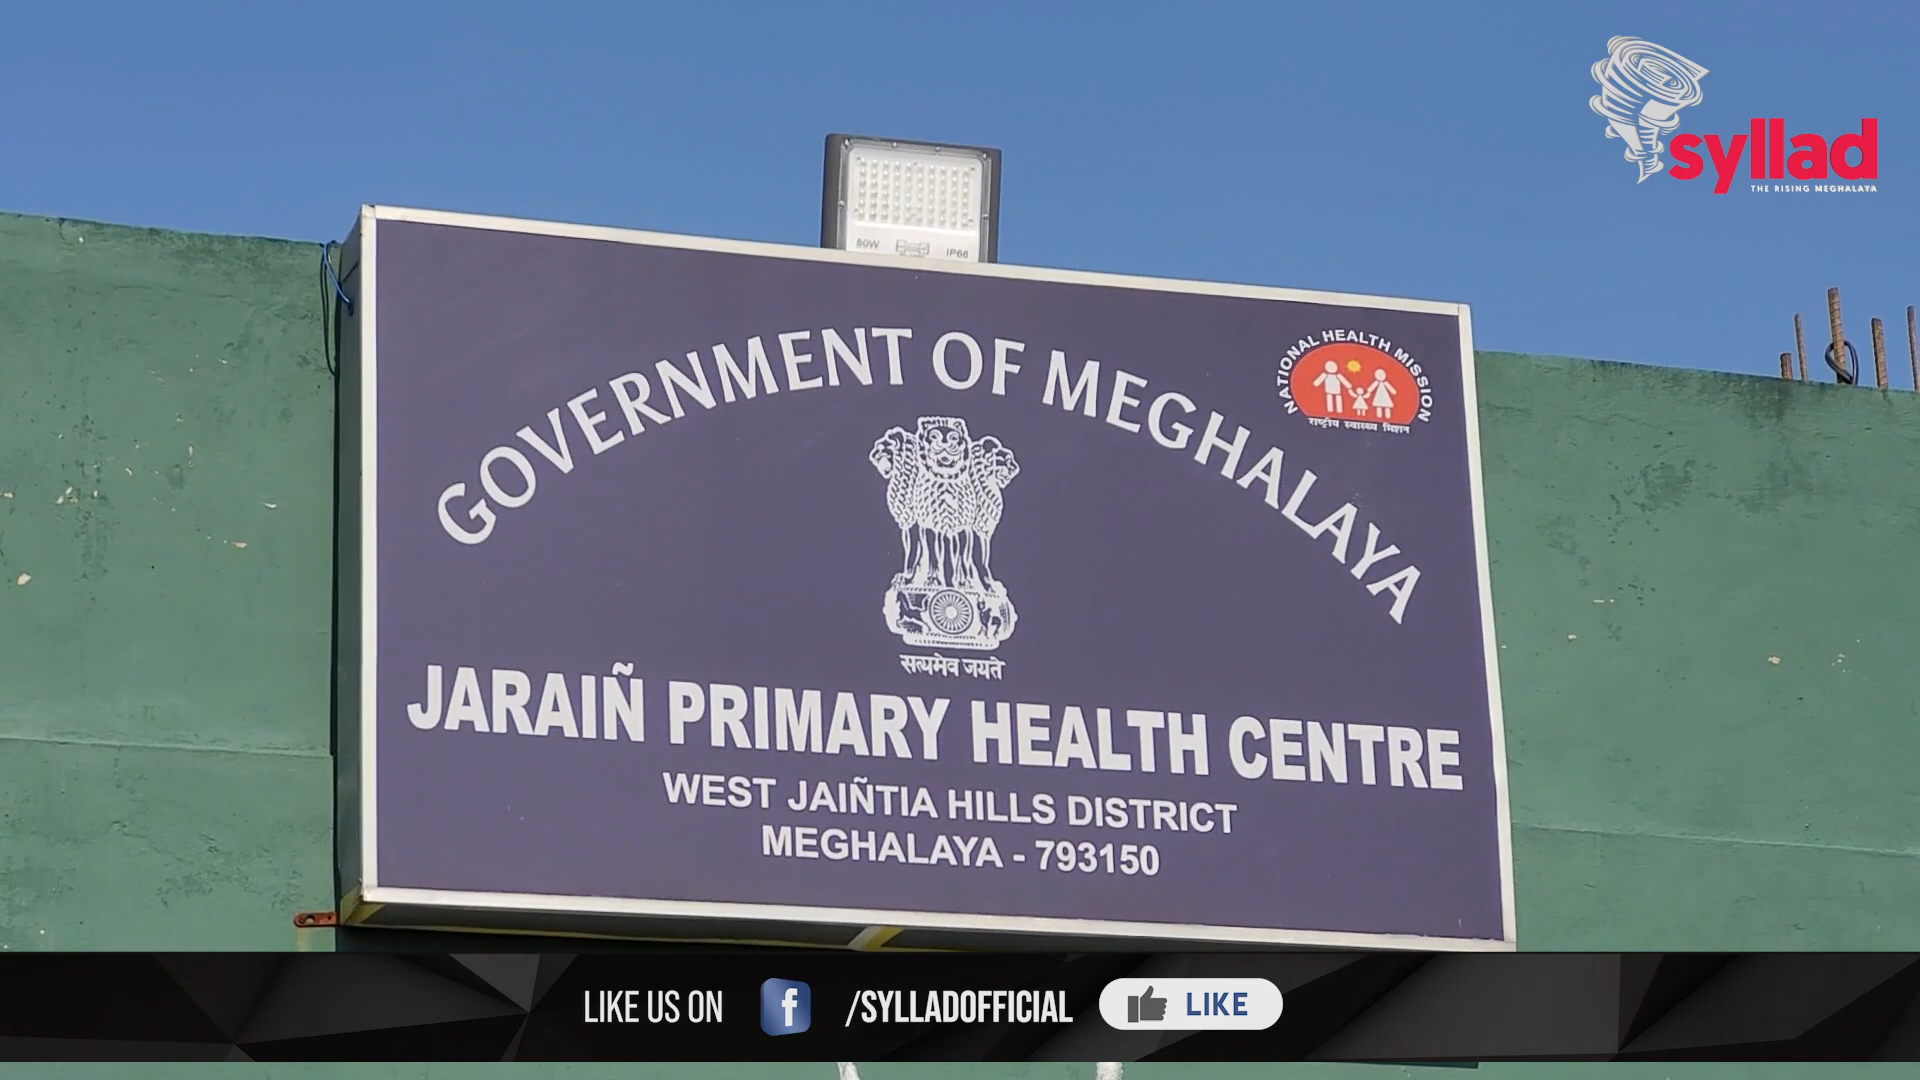 syllad
THE RISING MEGHALAYA
50W
IP66
GOVERNMENT OF MEGHALAYA
NATIONAL HEALTH MISSION
राष्ट्रीय स्वास्थ्य मिशन
सत्यमेव जयते
JARAIÑ PRIMARY HEALTH CENTRE
WEST JAIÑTIA HILLS DISTRICT
MEGHALAYA - 793150
LIKE US ON f /SYLLADOFFICIAL LIKE